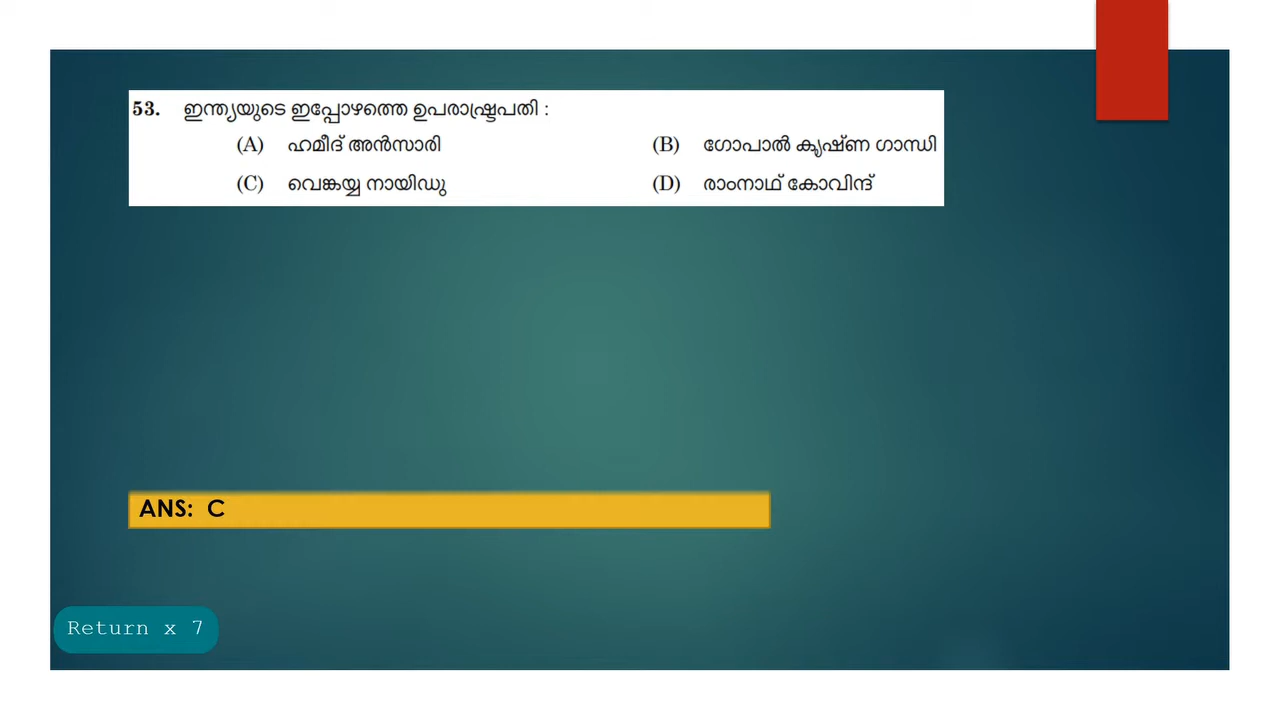 53. ഇന്ത്യയുടെ ഇപ്പോഴത്തെ ഉപരാഷ്ട്രപതി :
(A) ഹമീദ് അൻസാരി (B) ഗോപാൽ കൃഷ്ണ ഗാന്ധി
(C) വെങ്കയ്യ നായിഡു (D) രാംനാഥ് കോവിന്ദ്
ANS: C
Return x 7